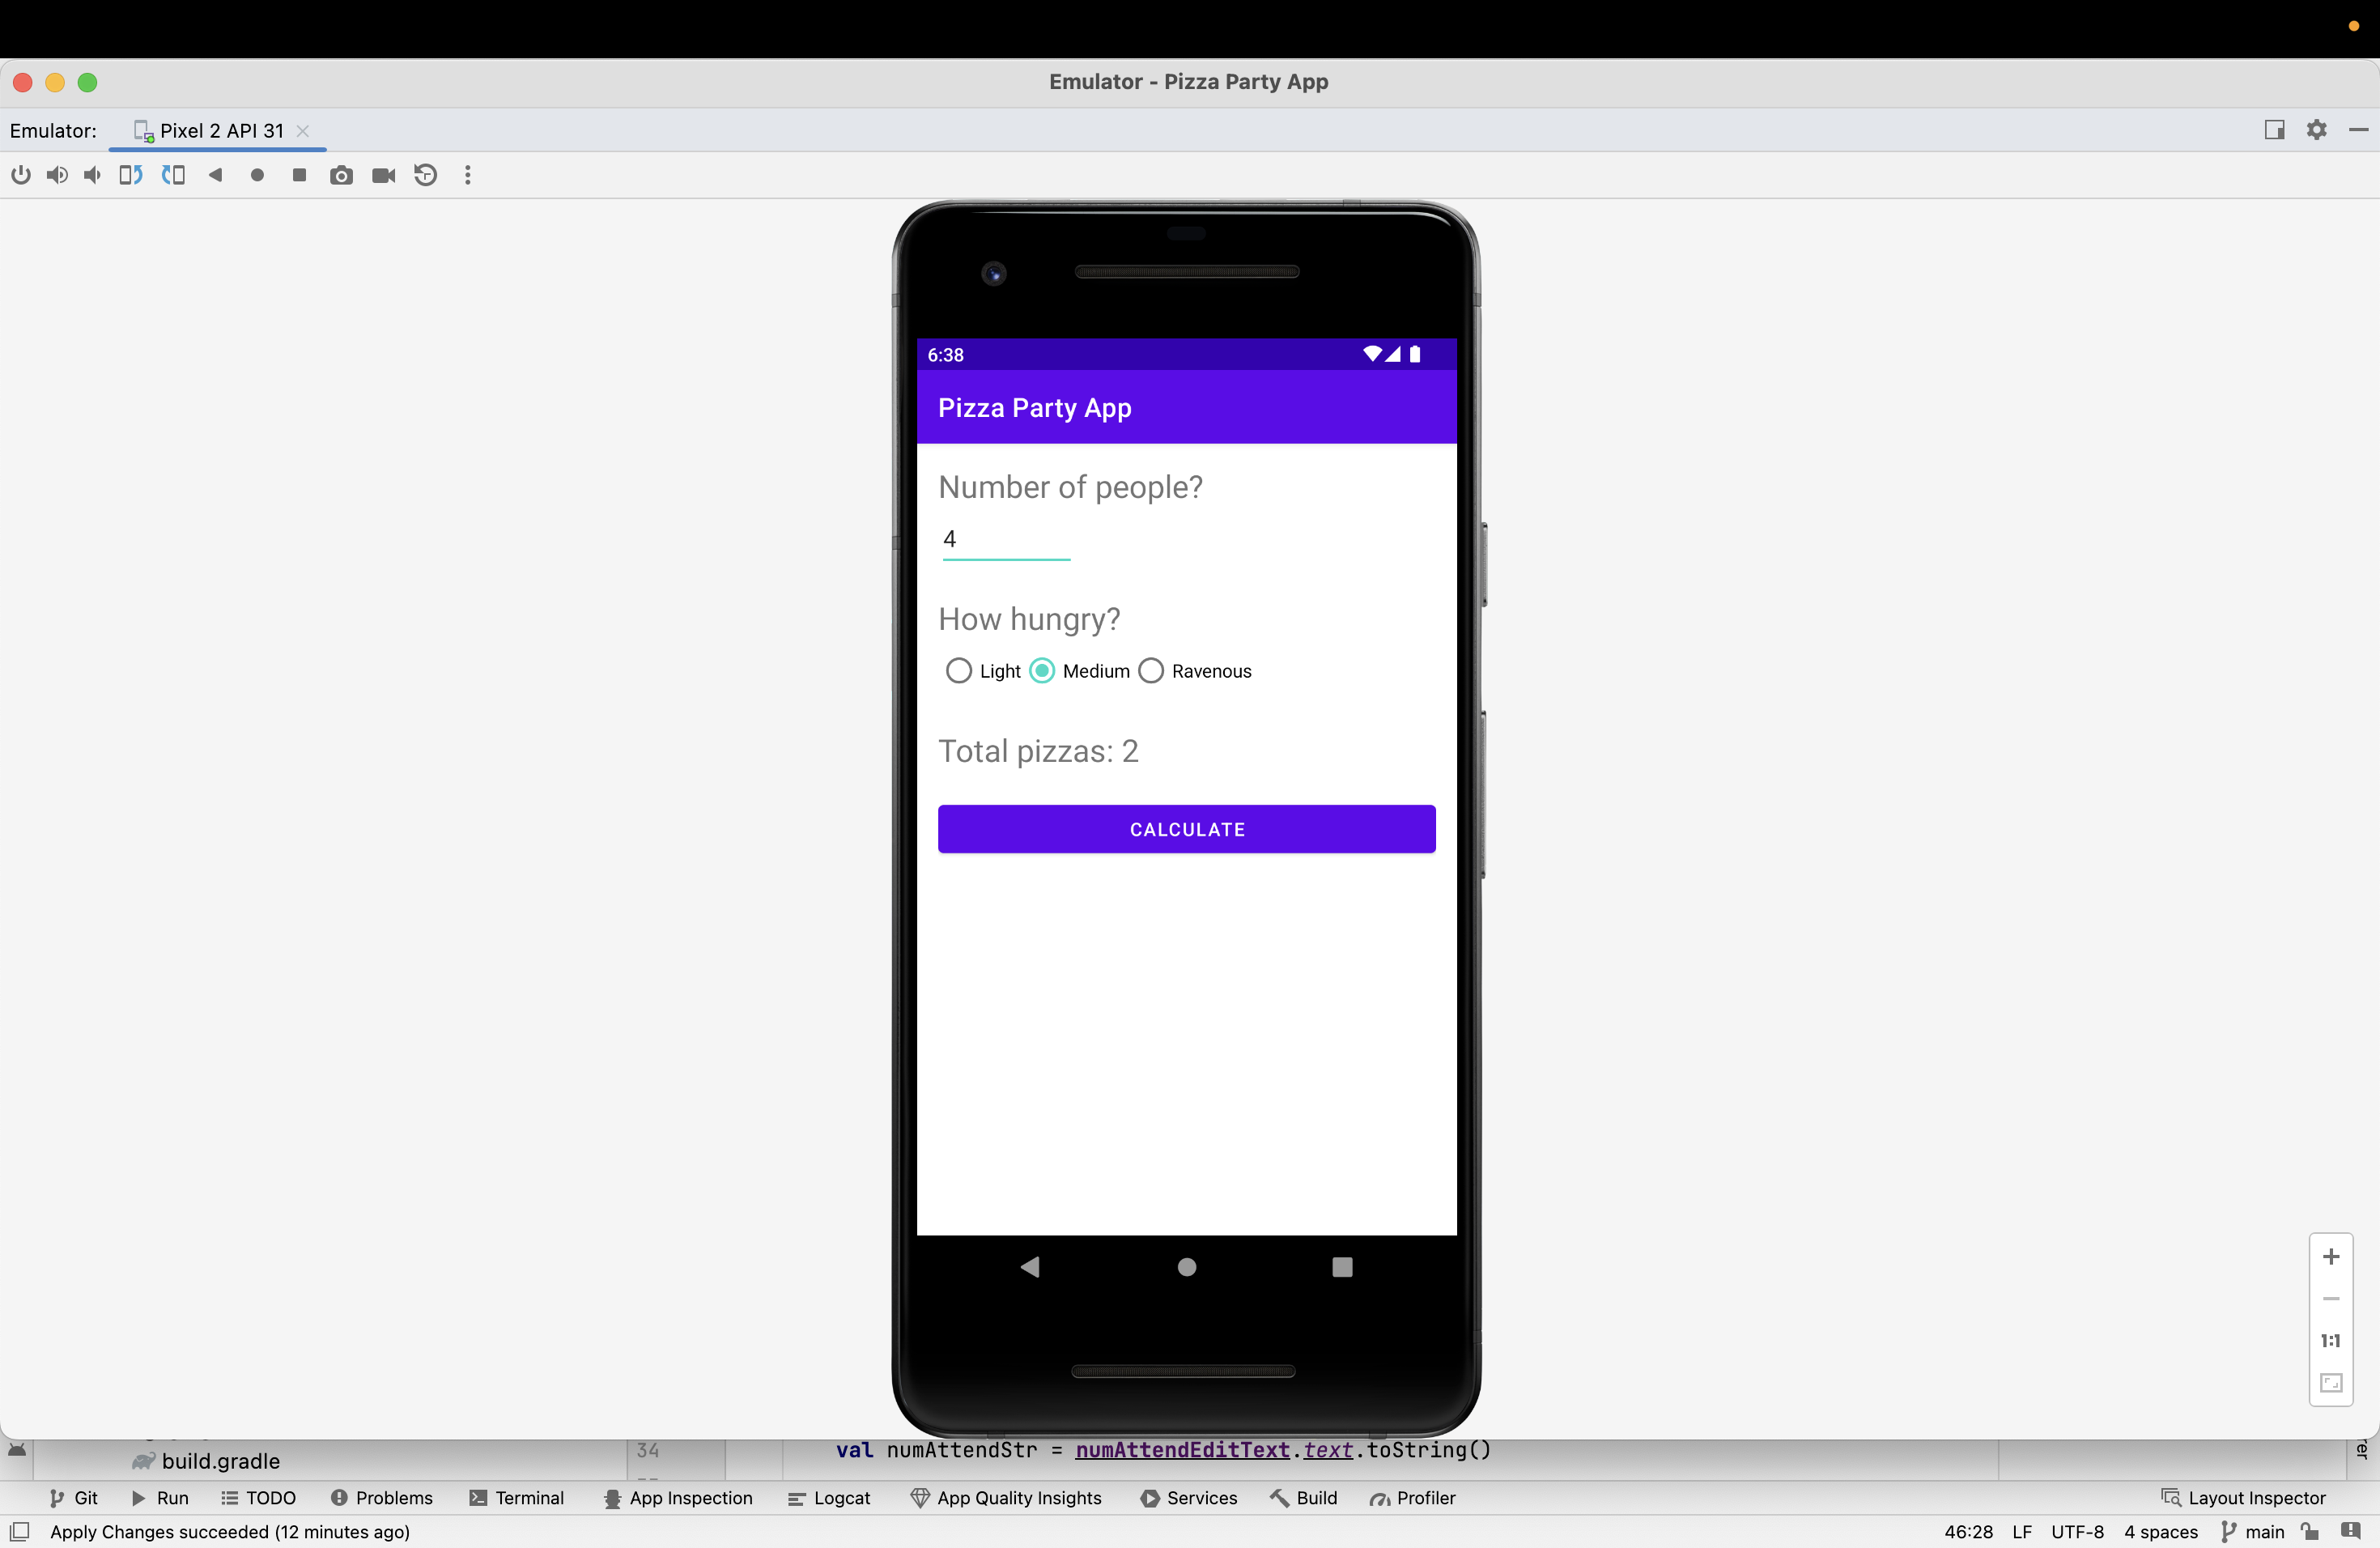 Emulator - Pizza Party App
Emulator: Pixel 2 API 31
6:38
Pizza Party App
Number of people?
4
How hungry?
Light Medium Ravenous
Total pizzas: 2
CALCULATE
1:1
34 val numAttendStr = numAttendEditText.text.toString()
build.gradle
Git Run TODO Problems Terminal App Inspection Logcat App Quality Insights Services Build Profiler Layout Inspector
Apply Changes succeeded (12 minutes ago) 46:28 LF UTF-8 4 spaces main